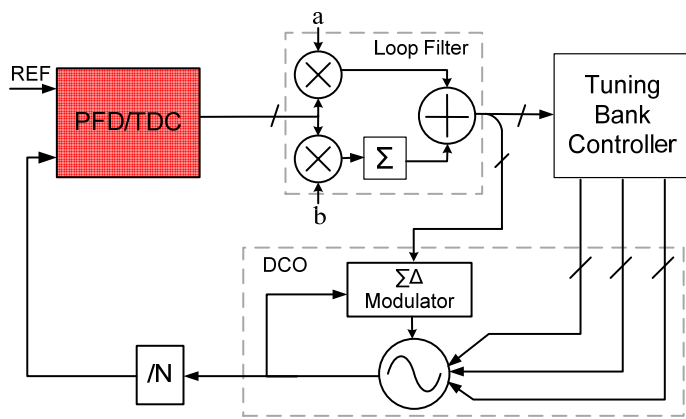 a
Loop Filter
REF
PFD/TDC
Tuning
Bank
Controller
Σ
b
DCO
ΣΔ
Modulator
/N